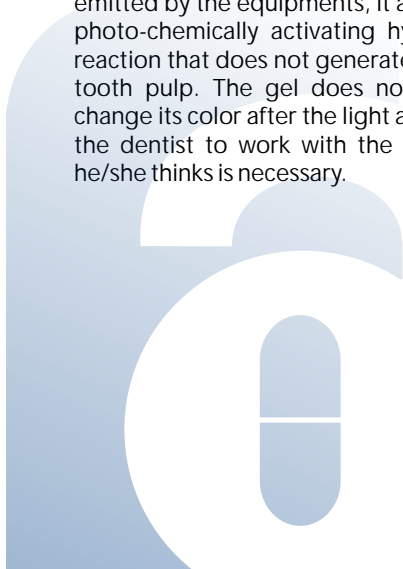 emitted by the equipments, it a
photo-chemically activating hy
reaction that does not generate
tooth pulp. The gel does no
change its color after the light a
the dentist to work with the
he/she thinks is necessary.